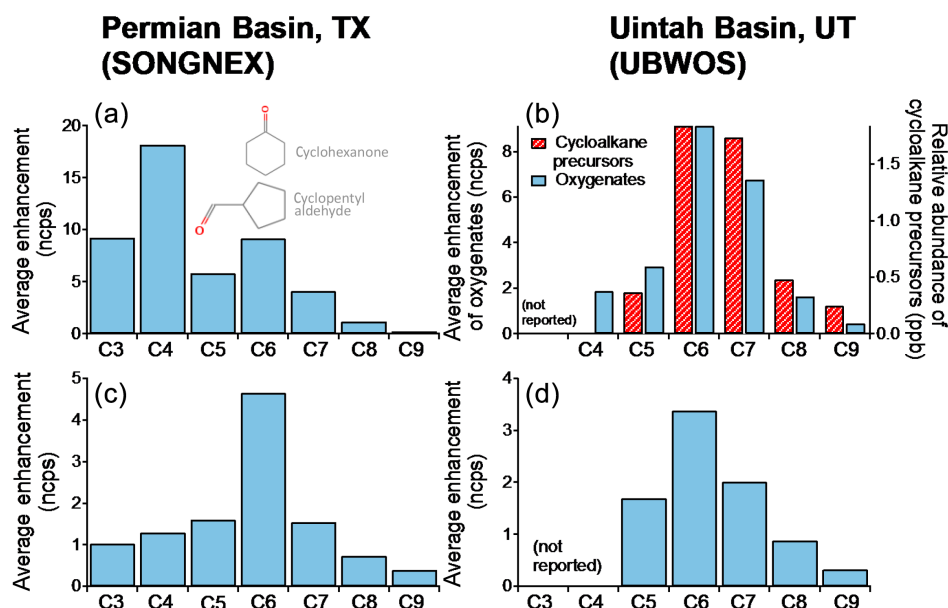 Permian Basin, TX
(SONGNEX)
Uintah Basin, UT
(UBWOS)
(a)
Average enhancement
(ncps)
20
15
10
5
0
O
Cyclohexanone
Cyclopentyl
aldehyde
O
C3 C4 C5 C6 C7 C8 C9
(b)
Average enhancement
of oxygenates (ncps)
8
6
4
2
0
Cycloalkane
precursors
Oxygenates
(not
reported)
C4 C5 C6 C7 C8 C9
1.5
1.0
0.5
0.0
Relative abundance of
cycloalkane precursors (ppb)
(c)
Average enhancement
(ncps)
5
4
3
2
1
0
C3 C4 C5 C6 C7 C8 C9
(d)
Average enhancement
(ncps)
4
3
2
1
0
(not
reported)
C3 C4 C5 C6 C7 C8 C9